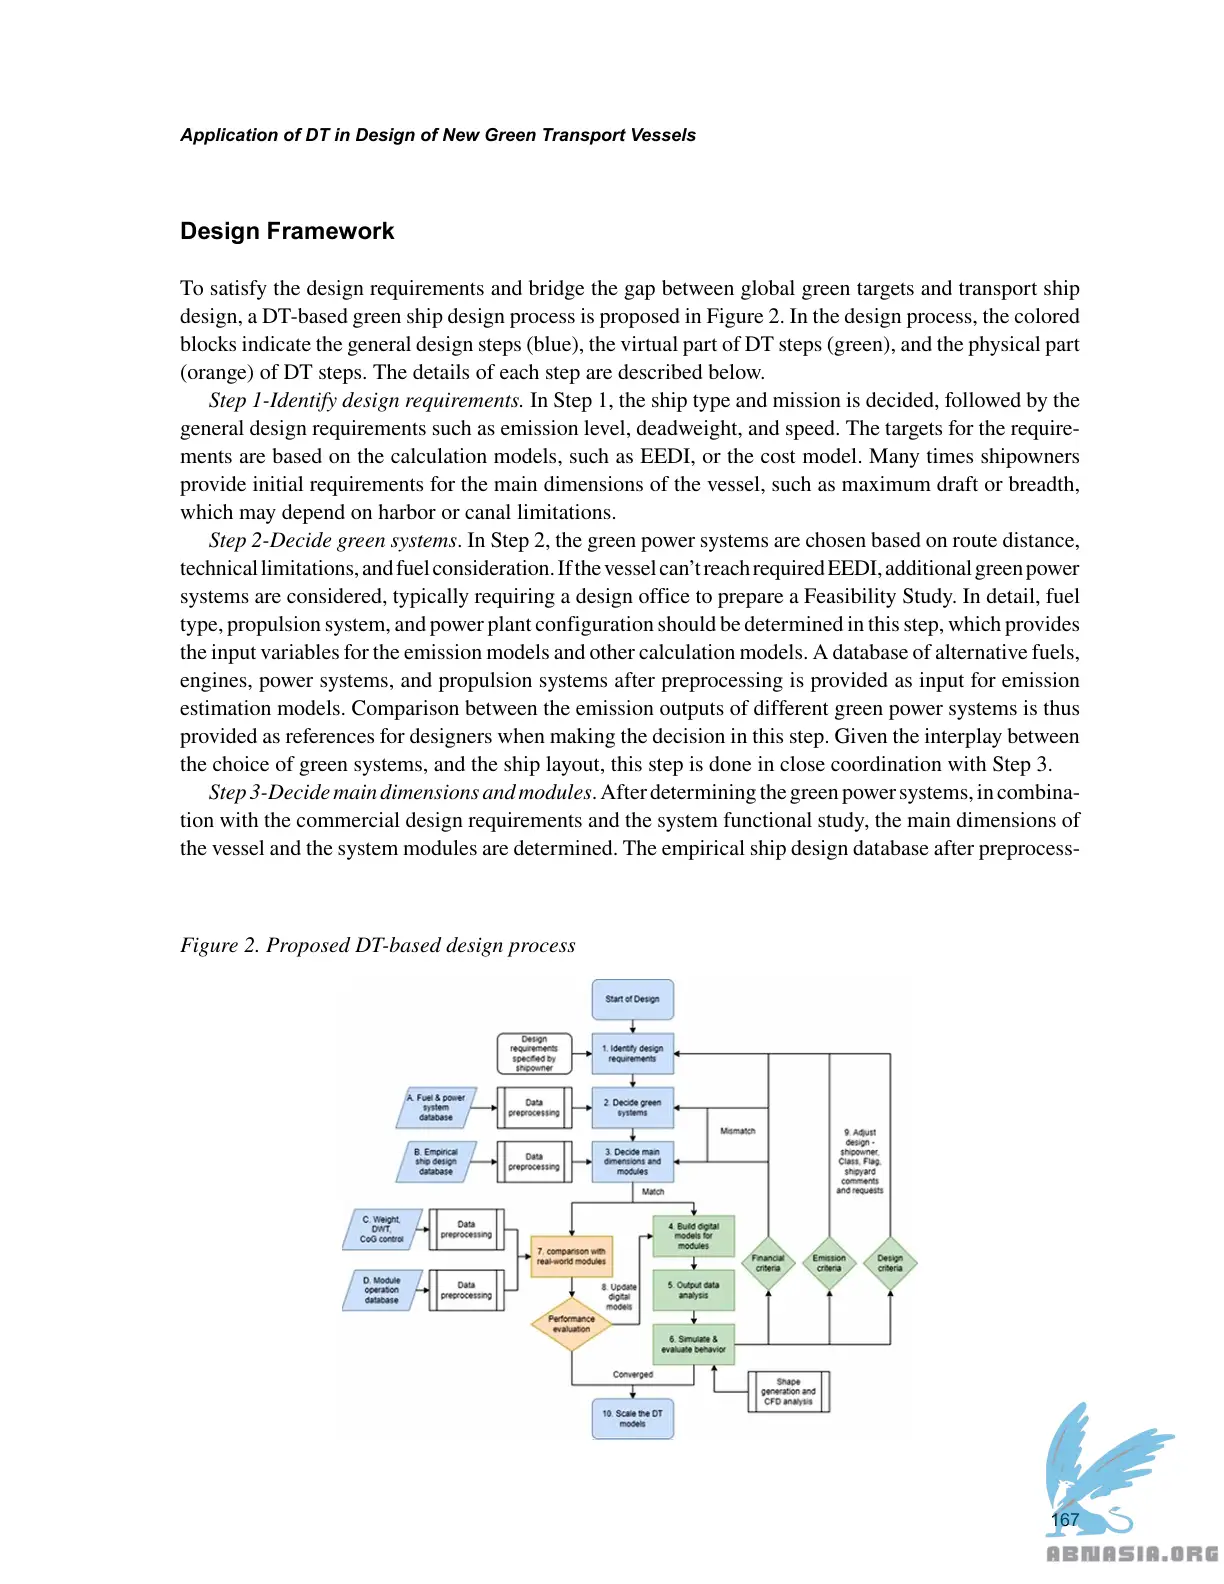 Application of DT in Design of New Green Transport Vessels
Design Framework
To satisfy the design requirements and bridge the gap between global green targets and transport ship
design, a DT-based green ship design process is proposed in Figure 2. In the design process, the colored
blocks indicate the general design steps (blue), the virtual part of DT steps (green), and the physical part
(orange) of DT steps. The details of each step are described below.
Step 1-Identify design requirements. In Step 1, the ship type and mission is decided, followed by the
general design requirements such as emission level, deadweight, and speed. The targets for the require-
ments are based on the calculation models, such as EEDI, or the cost model. Many times shipowners
provide initial requirements for the main dimensions of the vessel, such as maximum draft or breadth,
which may depend on harbor or canal limitations.
Step 2-Decide green systems. In Step 2, the green power systems are chosen based on route distance,
technical limitations, and fuel consideration. If the vessel can't reach required EEDI, additional green power
systems are considered, typically requiring a design office to prepare a Feasibility Study. In detail, fuel
type, propulsion system, and power plant configuration should be determined in this step, which provides
the input variables for the emission models and other calculation models. A database of alternative fuels,
engines, power systems, and propulsion systems after preprocessing is provided as input for emission
estimation models. Comparison between the emission outputs of different green power systems is thus
provided as references for designers when making the decision in this step. Given the interplay between
the choice of green systems, and the ship layout, this step is done in close coordination with Step 3.
Step 3-Decide main dimensions and modules. After determining the green power systems, in combina-
tion with the commercial design requirements and the system functional study, the main dimensions of
the vessel and the system modules are determined. The empirical ship design database after preprocess-
Figure 2. Proposed DT-based design process
Start of Design
Design
requirements
specified by
shipowner
1. Identify design
requirements
A. Fuel & power
system
database
Data
preprocessing
2. Decide green
systems
Mismatch
9. Adjust
design -
shipowner,
Class, Flag,
shipyard
comments
and requests
B. Empirical
ship design
database
Data
preprocessing
3. Decide main
dimensions and
modules
Match
C. Weight,
DWT,
CoG control
Data
preprocessing
4. Build digital
models for
modules
7. comparison with
real-world modules
Financial
criteria
Emission
criteria
Design
criteria
D. Module
operation
database
Data
preprocessing
8. Update
digital
models
5. Output data
analysis
Performance
evaluation
6. Simulate &
evaluate behavior
Converged
Shape
generation and
CFD analysis
10. Scale the DT
models
167
ABNASIA.ORG